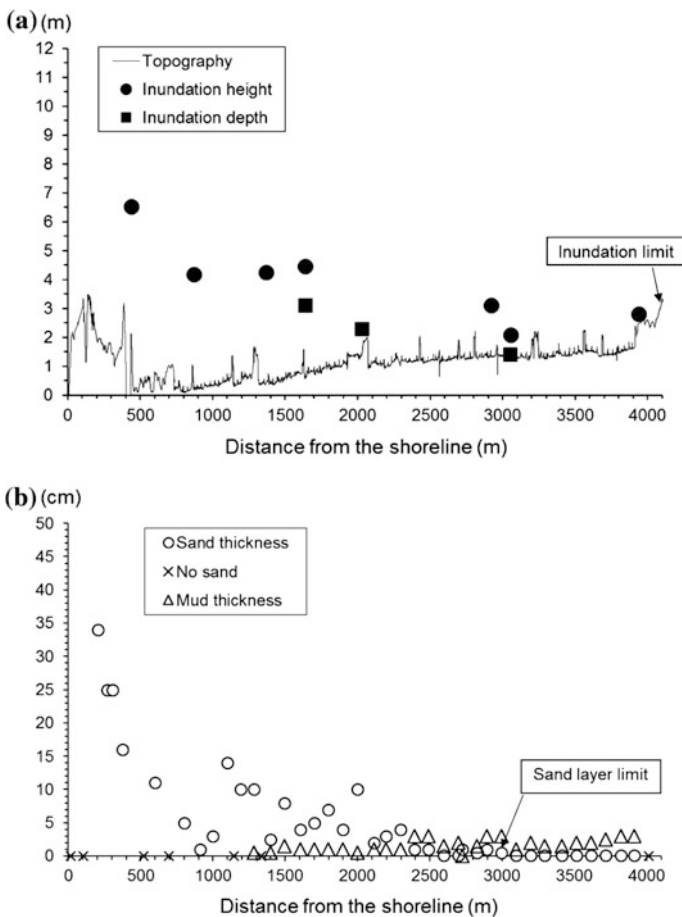 (a) (m)
12
11
10
9
8
7
6
5
4
3
2
1
0
Topography
Inundation height
Inundation depth
Inundation limit
0 500 1000 1500 2000 2500 3000 3500 4000
Distance from the shoreline (m)
(b) (cm)
50
45
40
35
30
25
20
15
10
5
0
Sand thickness
No sand
Mud thickness
Sand layer limit
0 500 1000 1500 2000 2500 3000 3500 4000
Distance from the shoreline (m)